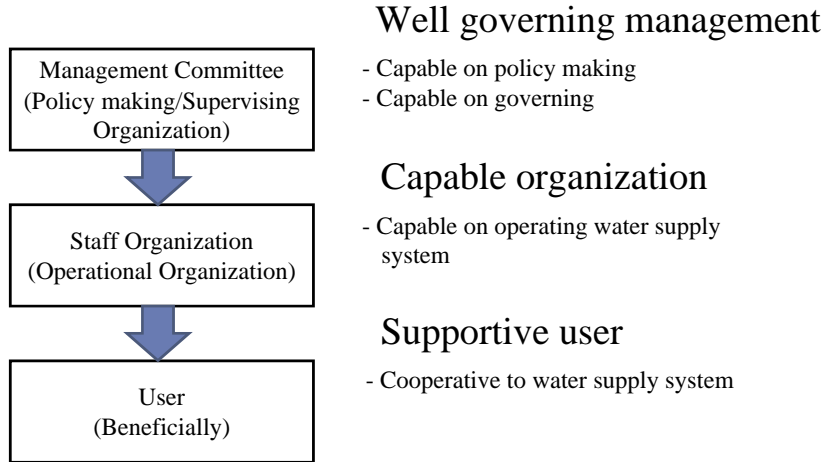 Well governing management
Management Committee
(Policy making/Supervising
Organization)
- Capable on policy making
- Capable on governing
Capable organization
Staff Organization
(Operational Organization)
- Capable on operating water supply
system
Supportive user
User
(Beneficially)
- Cooperative to water supply system